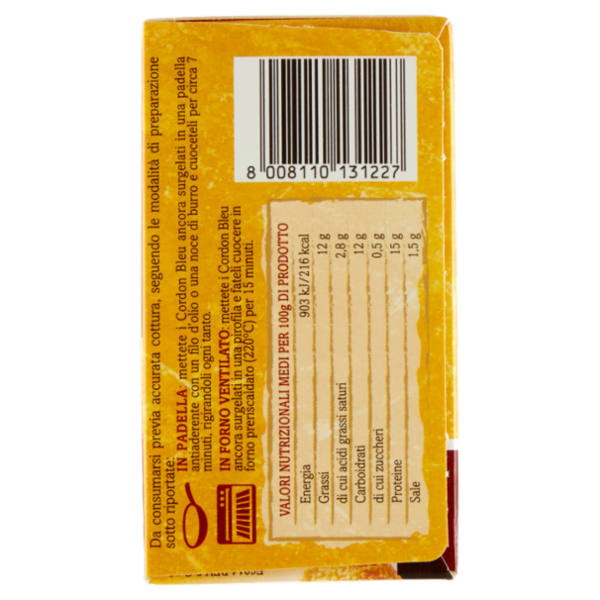 Da consumarsi previa accurata cottura, seguendo le modalità di preparazione
sotto riportate:
IN PADELLA: mettete i Cordon Bleu ancora surgelati in una padella
antiaderente con un filo d'olio o una noce di burro e cuoceteli per circa 7
minuti, rigirandoli ogni tanto.
IN FORNO VENTILATO: mettete i Cordon Bleu
ancora surgelati in una pirofila e fateli cuocere in
forno preriscaldato (220°C) per 15 minuti.
8 008110 131227
VALORI NUTRIZIONALI MEDI PER 100g DI PRODOTTO
Energia 903 kJ/216 kcal
Grassi 12 g
di cui acidi grassi saturi 2,8 g
Carboidrati 12 g
di cui zuccheri 0,5 g
Proteine 15 g
Sale 1,5 g